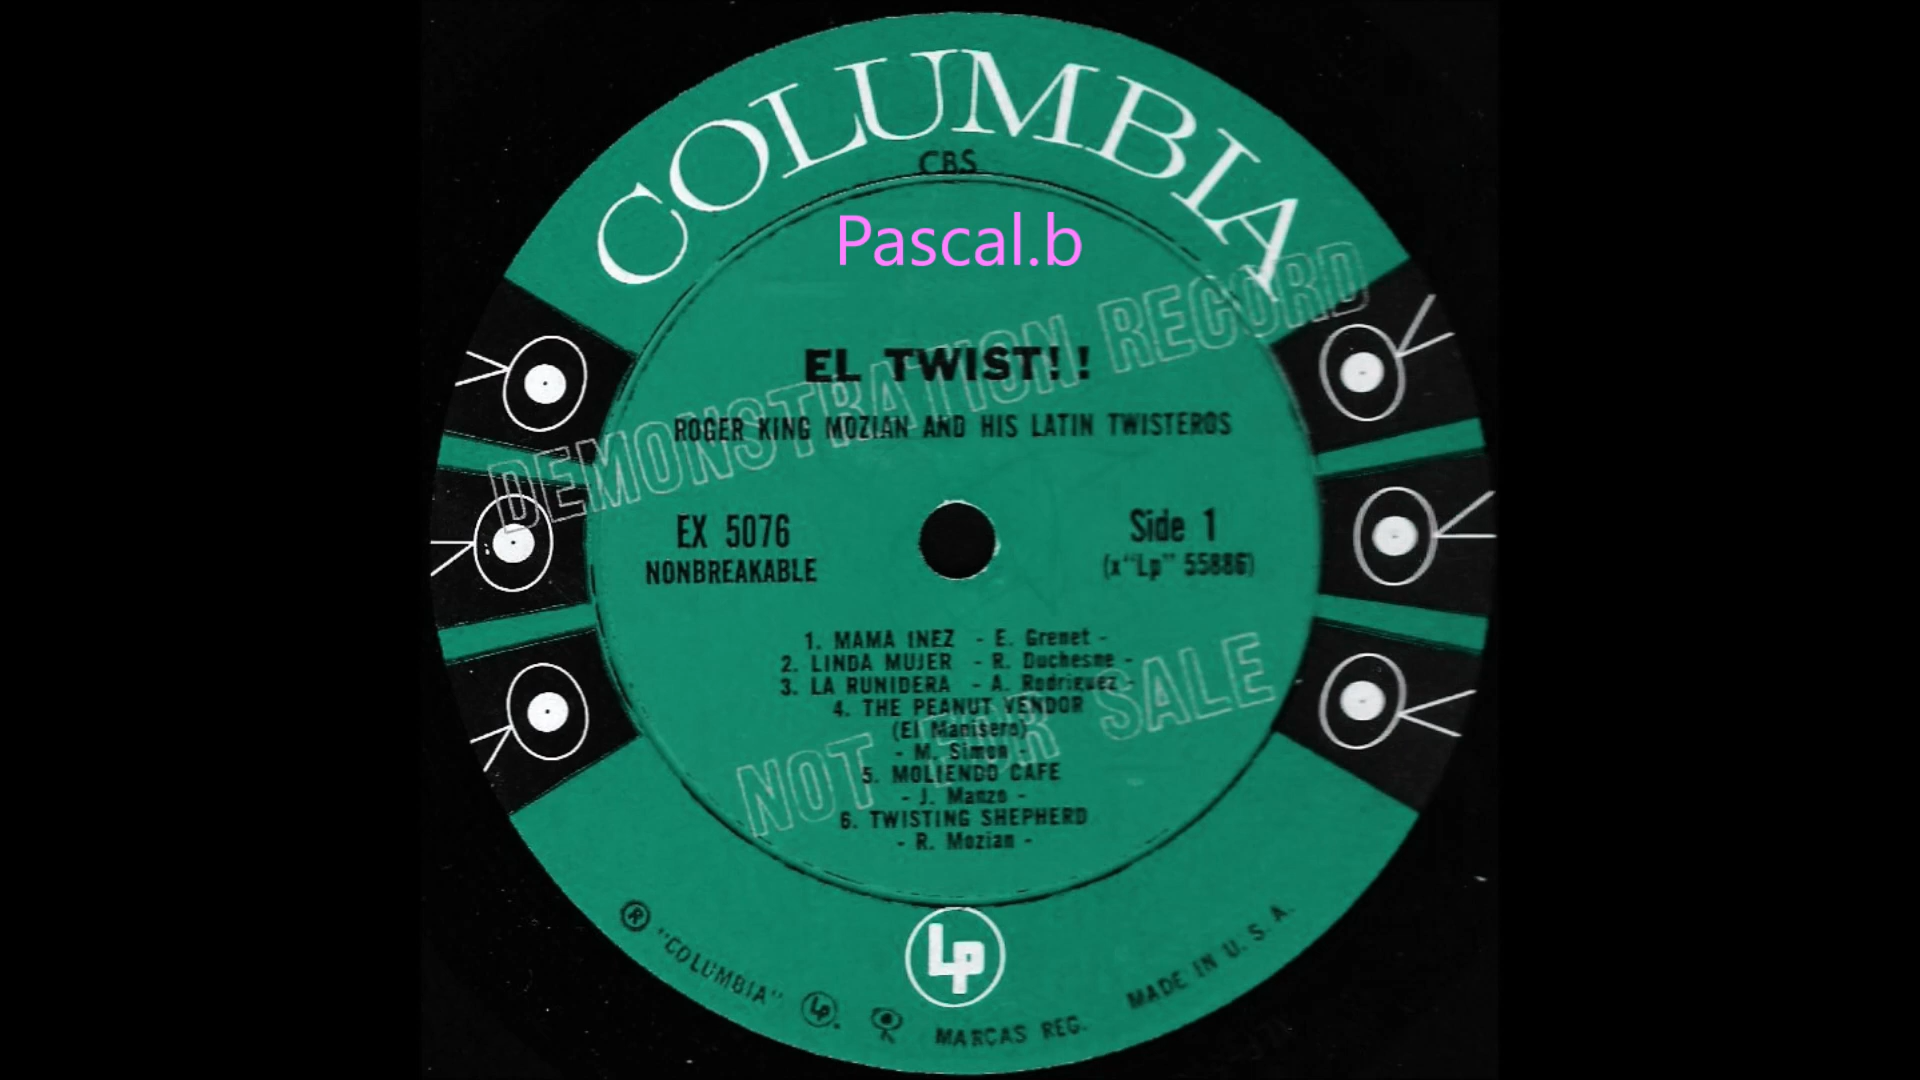 COLUMBIA
CBS
Pascal.b
DEMONSTRATION RECORD
EL TWIST! !
ROGER KING MOZIAN AND HIS LATIN TWISTEROS
EX 5076
NONBREAKABLE
Side 1
(x"Lp" 55886)
1. MAMA INEZ - E. Grenet -
2. LINDA MUJER - R. Duchesne -
3. LA RUNIDERA - A. Rodriguez -
4. THE PEANUT VENDOR
(El Manisero)
- M. Simon -
5. MOLIENDO CAFE
- J. Manzo -
6. TWISTING SHEPHERD
- R. Mozian -
NOT FOR SALE
Lp
® "COLUMBIA" Lp. MARCAS REG. MADE IN U. S. A.